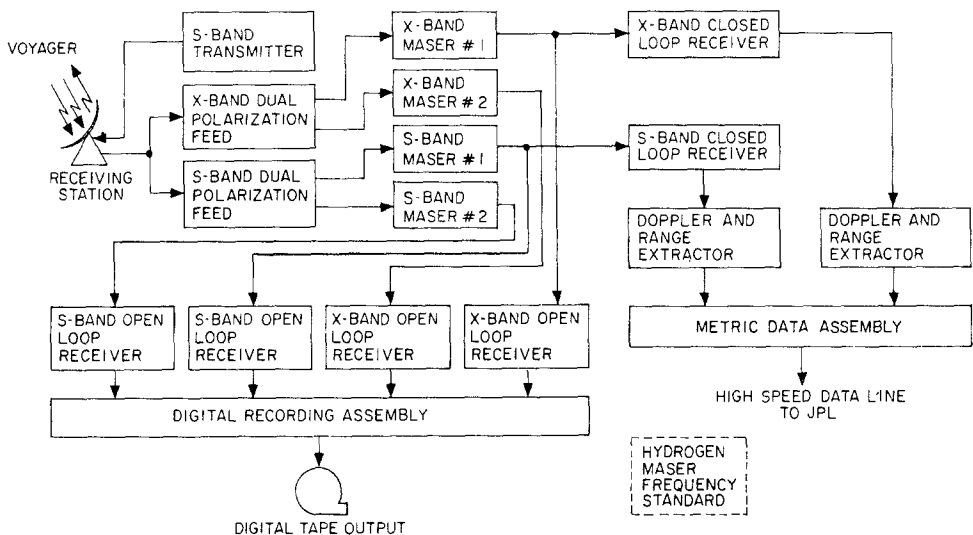 VOYAGER
S-BAND
TRANSMITTER
X-BAND DUAL
POLARIZATION
FEED
S-BAND DUAL
POLARIZATION
FEED
RECEIVING
STATION
X-BAND
MASER # 1
X-BAND
MASER # 2
S-BAND
MASER #1
S-BAND
MASER #2
X-BAND CLOSED
LOOP RECEIVER
S-BAND CLOSED
LOOP RECEIVER
DOPPLER AND
RANGE
EXTRACTOR
DOPPLER AND
RANGE
EXTRACTOR
S-BAND OPEN
LOOP
RECEIVER
S-BAND OPEN
LOOP
RECEIVER
X-BAND OPEN
LOOP
RECEIVER
X-BAND OPEN
LOOP
RECEIVER
METRIC DATA ASSEMBLY
HIGH SPEED DATA LINE
TO JPL
DIGITAL RECORDING ASSEMBLY
DIGITAL TAPE OUTPUT
HYDROGEN
MASER
FREQUENCY
STANDARD